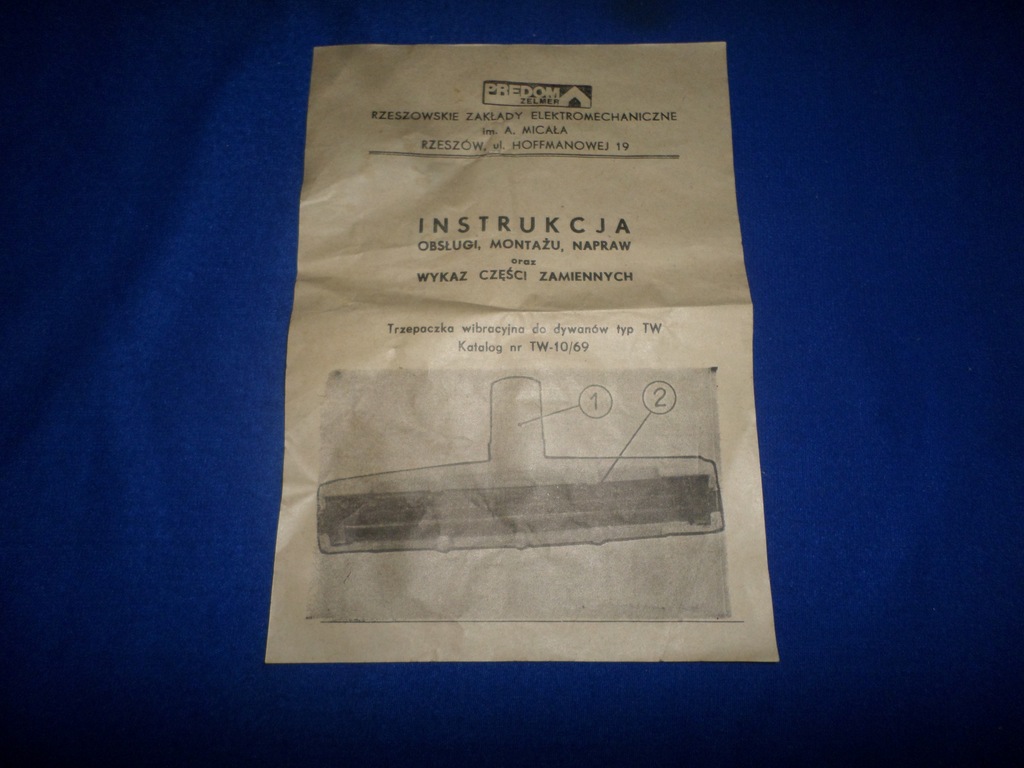 PREDOM
ZELMER
RZESZOWSKIE ZAKŁADY ELEKTROMECHANICZNE
im. A. MICAŁA
RZESZÓW, ul. HOFFMANOWEJ 19
INSTRUKCJA
OBSŁUGI, MONTAŻU, NAPRAW
oraz
WYKAZ CZĘŚCI ZAMIENNYCH
Trzepaczka wibracyjna do dywanów typ TW
Katalog nr TW-10/69
1 2